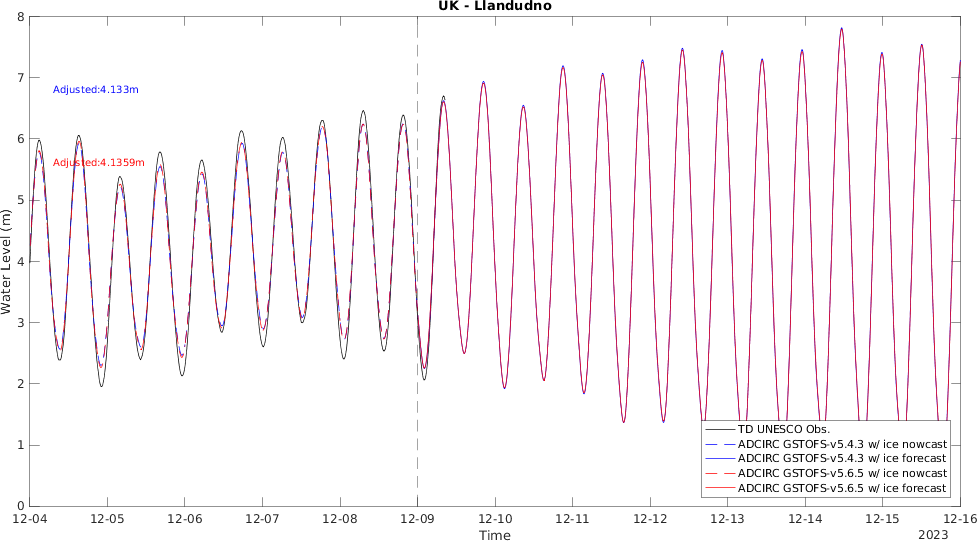 UK - Llandudno
8
7
6
5
4
3
2
1
0
Water Level (m)
Adjusted:4.133m
Adjusted:4.1359m
TD UNESCO Obs.
ADCIRC GSTOFS-v5.4.3 w/ ice nowcast
ADCIRC GSTOFS-v5.4.3 w/ ice forecast
ADCIRC GSTOFS-v5.6.5 w/ ice nowcast
ADCIRC GSTOFS-v5.6.5 w/ ice forecast
12-04 12-05 12-06 12-07 12-08 12-09 12-10 12-11 12-12 12-13 12-14 12-15 12-16
Time
2023